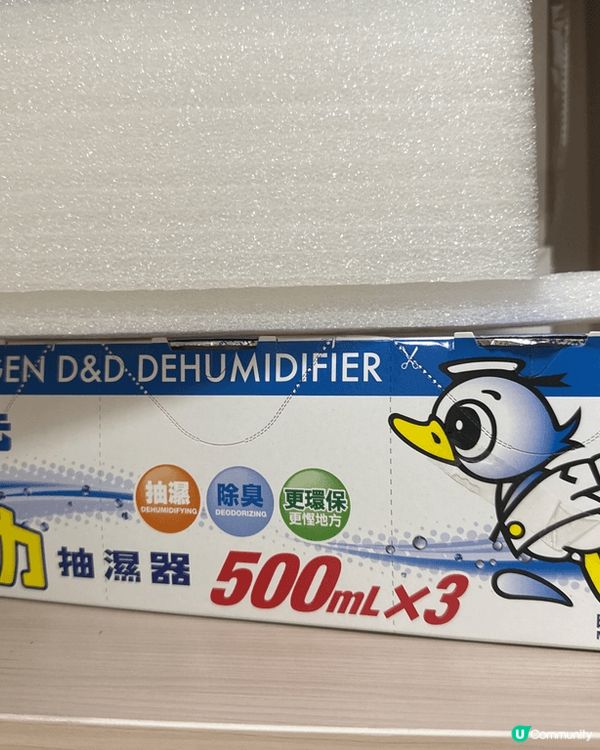 GEN D&D DEHUMIDIFIER
抽濕
DEHUMIDIFYING
除臭
DEODORIZING
更環保
更慳地方
力 抽濕器 500mL×3
U Community